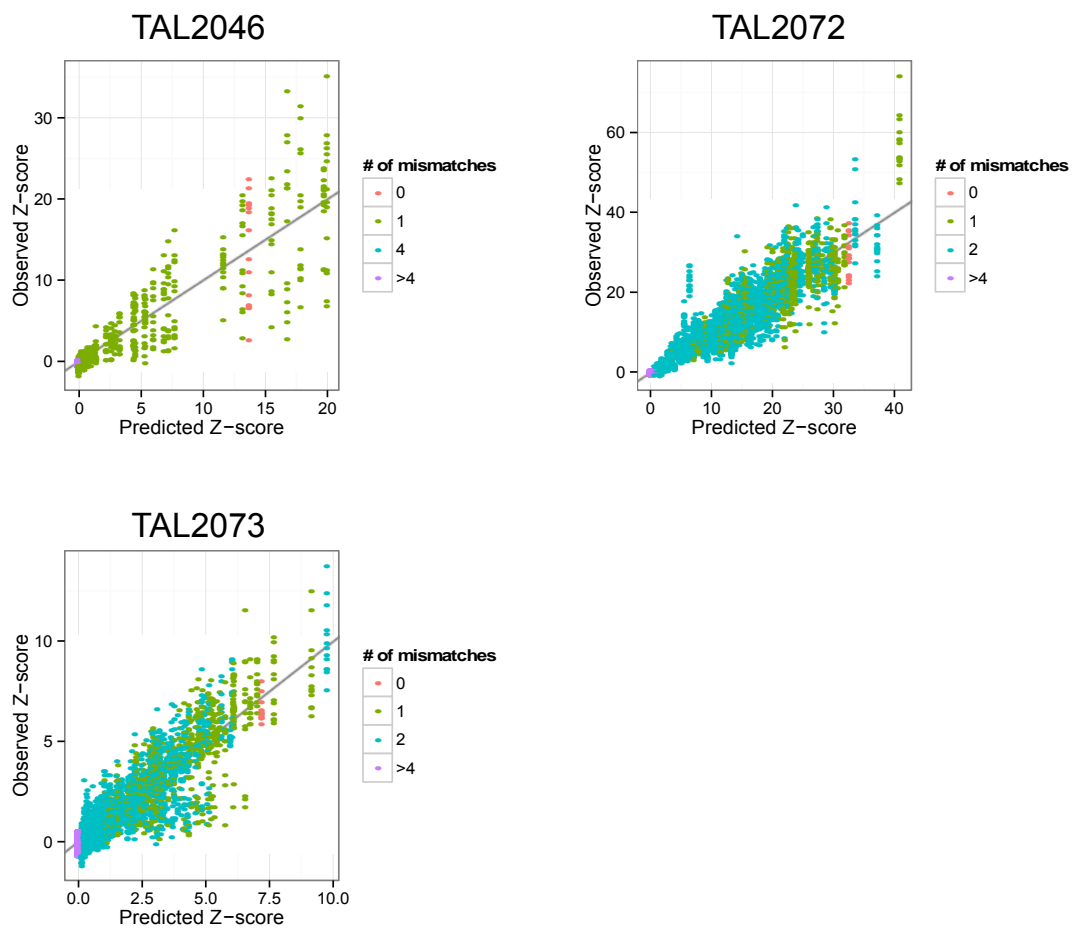 TAL2046
30
20
10
0
Observed Z−score
0 5 10 15 20
Predicted Z−score
# of mismatches
0
1
4
>4
TAL2072
60
40
20
0
Observed Z−score
0 10 20 30 40
Predicted Z−score
# of mismatches
0
1
2
>4
TAL2073
10
5
0
Observed Z−score
0.0 2.5 5.0 7.5 10.0
Predicted Z−score
# of mismatches
0
1
2
>4